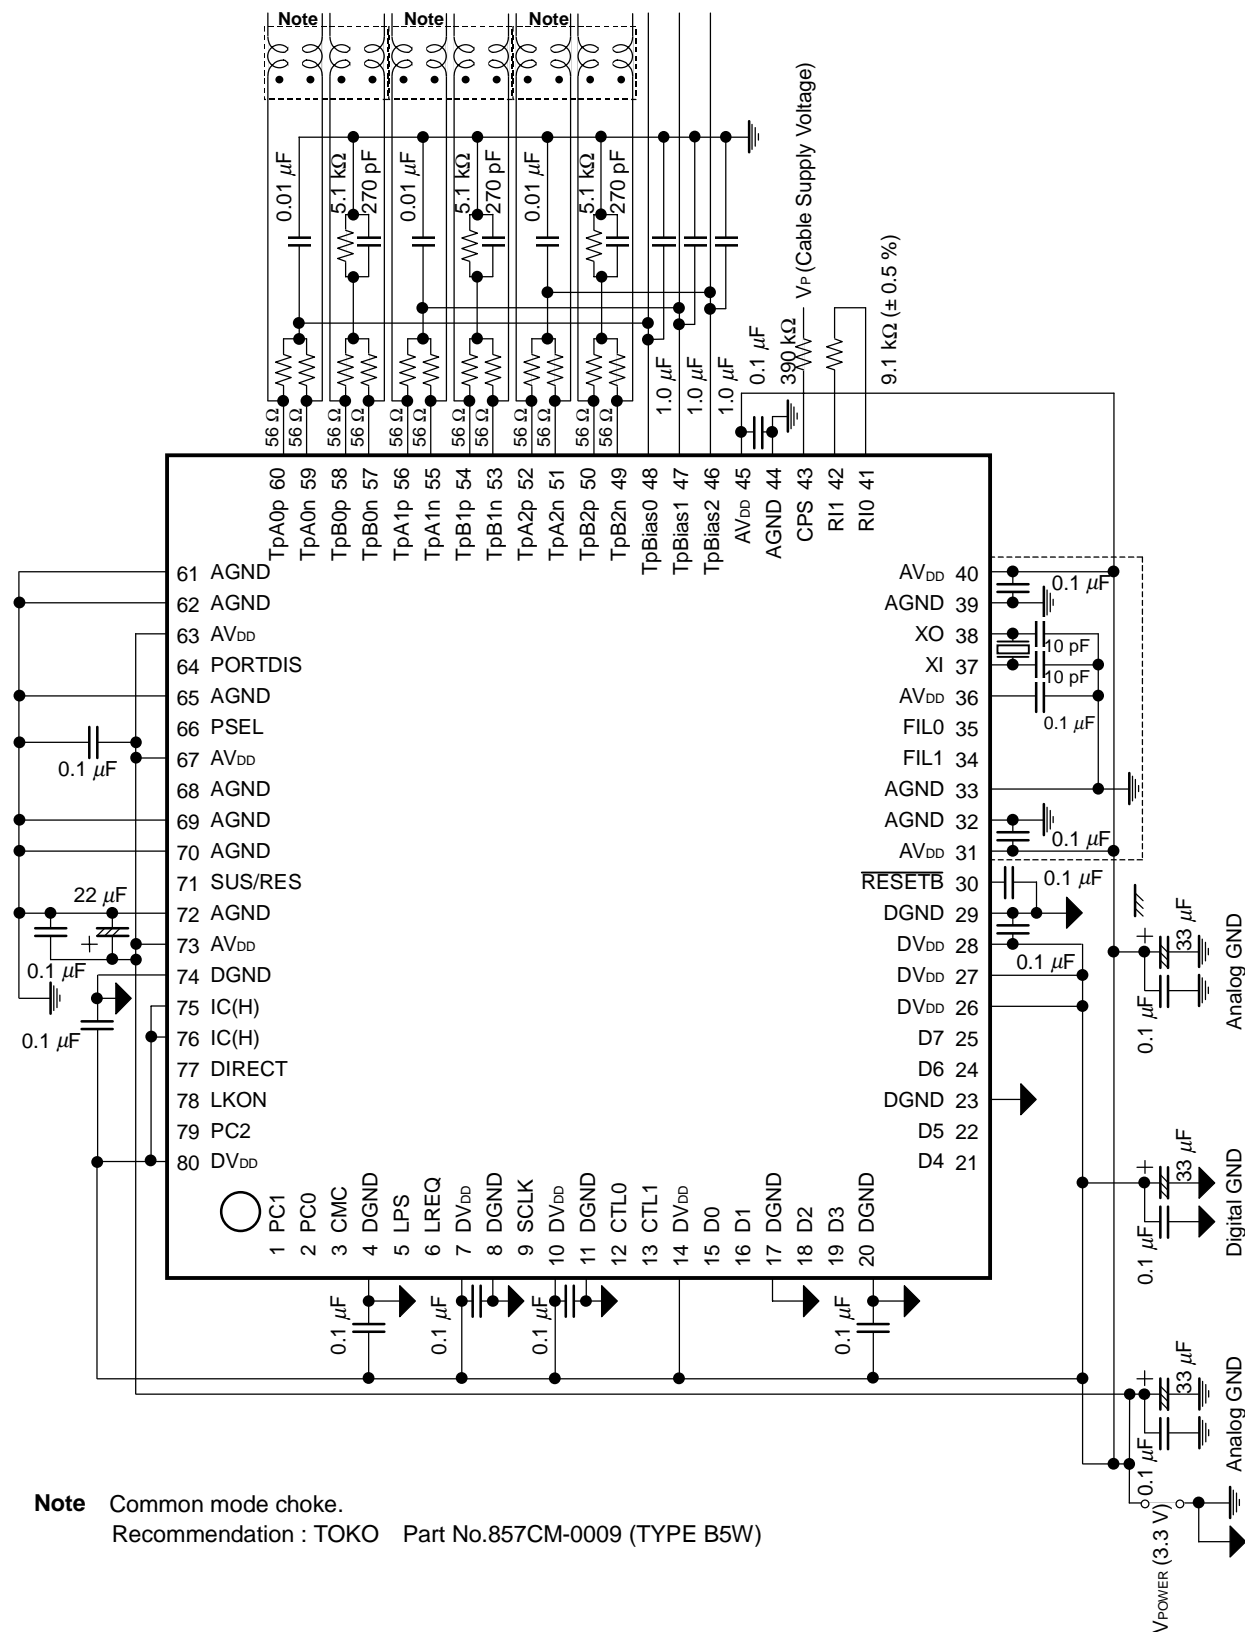 Note Note Note
0.01 μF
5.1 kΩ
270 pF
0.01 μF
5.1 kΩ
270 pF
0.01 μF
5.1 kΩ
270 pF
1.0 μF
1.0 μF
1.0 μF
0.1 μF
390 kΩ
VP (Cable Supply Voltage)
9.1 kΩ (± 0.5 %)
56 Ω
56 Ω
56 Ω
56 Ω
56 Ω
56 Ω
56 Ω
56 Ω
56 Ω
56 Ω
56 Ω
56 Ω
TpA0p 60
TpA0n 59
TpB0p 58
TpB0n 57
TpA1p 56
TpA1n 55
TpB1p 54
TpB1n 53
TpA2p 52
TpA2n 51
TpB2p 50
TpB2n 49
TpBias0 48
TpBias1 47
TpBias2 46
AVDD 45
AGND 44
CPS 43
RI1 42
RI0 41
61 AGND
62 AGND
63 AVDD
64 PORTDIS
65 AGND
66 PSEL
67 AVDD
68 AGND
69 AGND
70 AGND
71 SUS/RES
72 AGND
73 AVDD
74 DGND
75 IC(H)
76 IC(H)
77 DIRECT
78 LKON
79 PC2
80 DVDD
0.1 μF
22 μF
+
0.1 μF
0.1 μF
AVDD 40
AGND 39
XO 38
XI 37
AVDD 36
FIL0 35
FIL1 34
AGND 33
AGND 32
AVDD 31
RESETB 30
DGND 29
DVDD 28
DVDD 27
DVDD 26
D7 25
D6 24
DGND 23
D5 22
D4 21
0.1 μF
10 pF
10 pF
0.1 μF
0.1 μF
0.1 μF
0.1 μF
1 PC1
2 PC0
3 CMC
4 DGND
5 LPS
6 LREQ
7 DVDD
8 DGND
9 SCLK
10 DVDD
11 DGND
12 CTL0
13 CTL1
14 DVDD
15 D0
16 D1
17 DGND
18 D2
19 D3
20 DGND
0.1 μF
0.1 μF
0.1 μF
0.1 μF
+
33 μF
0.1 μF
Analog GND
+
33 μF
0.1 μF
Digital GND
+
33 μF
0.1 μF
Analog GND
VPOWER (3.3 V)
Note Common mode choke.
Recommendation : TOKO Part No.857CM-0009 (TYPE B5W)